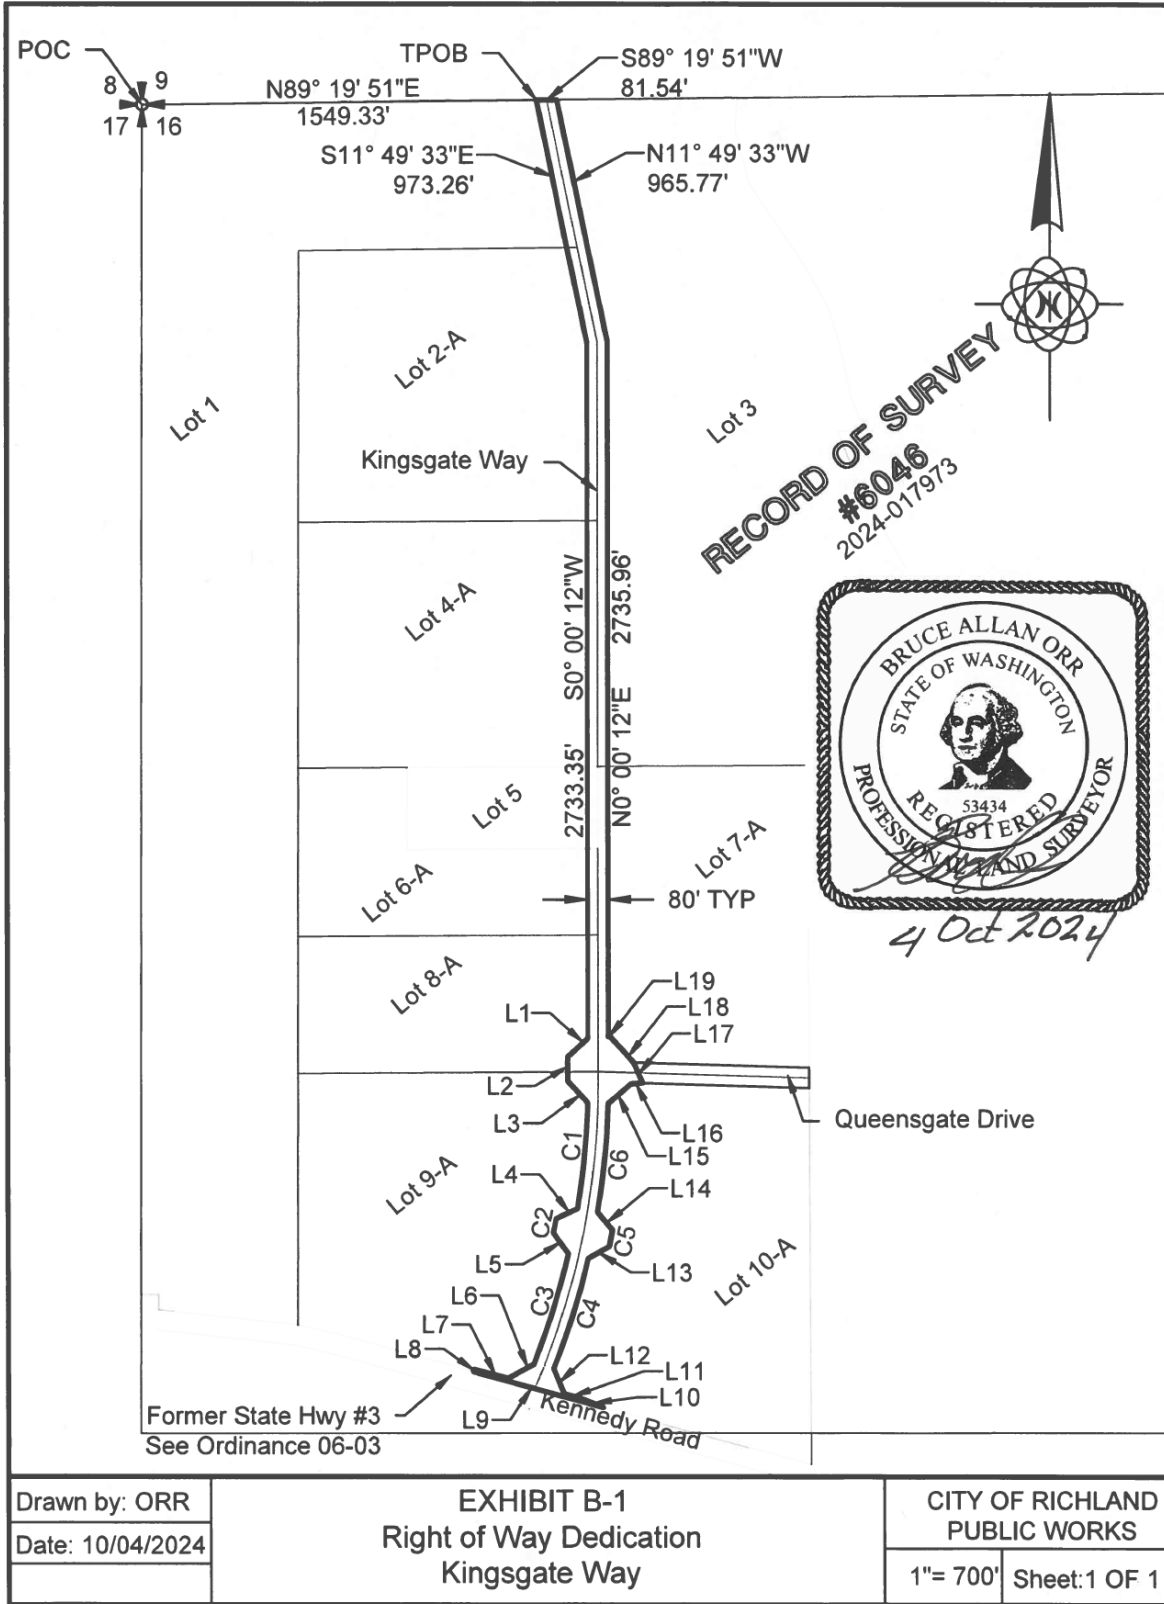 POC
TPOB
S89° 19' 51"W
81.54'
8 9
17 16
N89° 19' 51"E
1549.33'
S11° 49' 33"E
973.26'
N11° 49' 33"W
965.77'
Lot 2-A
Lot 1
Lot 3
Kingsgate Way
RECORD OF SURVEY
#6046
2024-017973
Lot 4-A
2733.35' S0° 00' 12"W
N0° 00' 12"E 2735.96'
BRUCE ALLAN ORR
STATE OF WASHINGTON
53434
REGISTERED
PROFESSIONAL LAND SURVEYOR
4 Oct 2024
Lot 5
Lot 7-A
Lot 6-A
80' TYP
Lot 8-A
L1
L19
L18
L17
L2
L3
Queensgate Drive
L16
L15
C1
C6
Lot 9-A
L4
L14
C2
C5
L5
L13
Lot 10-A
C3
C4
L6
L7
L8
L12
L11
L10
L9
Kennedy Road
Former State Hwy #3
See Ordinance 06-03
Drawn by: ORR
Date: 10/04/2024
EXHIBIT B-1
Right of Way Dedication
Kingsgate Way
CITY OF RICHLAND
PUBLIC WORKS
1"= 700'
Sheet:1 OF 1